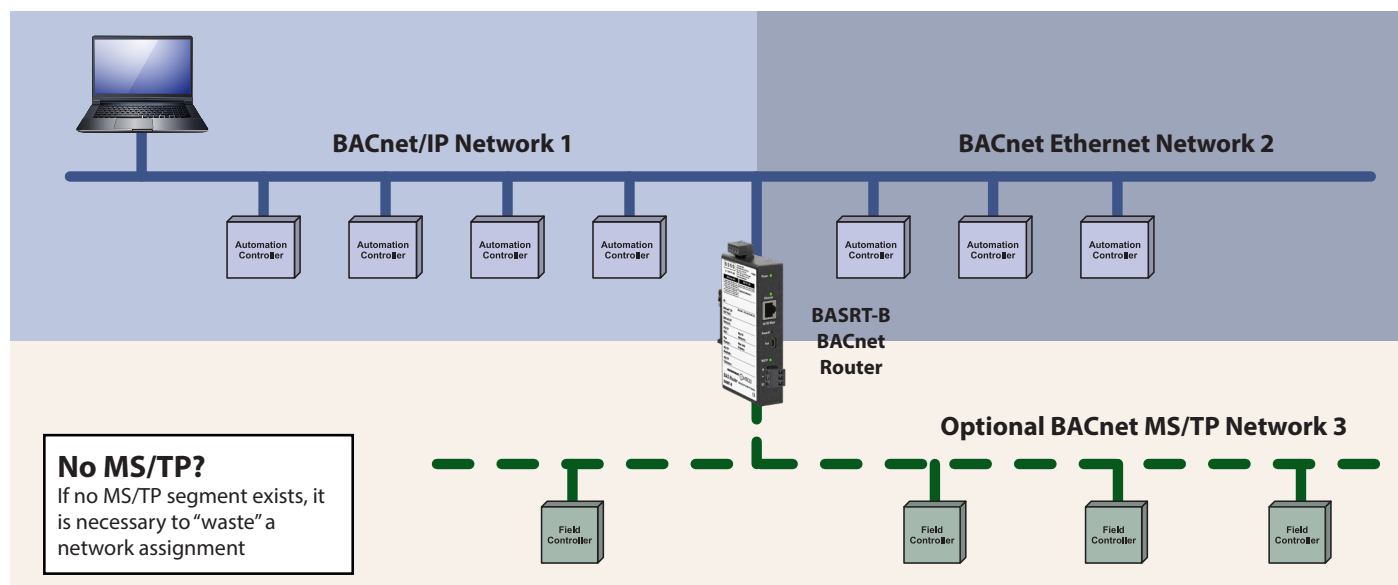 BACnet/IP Network 1
BACnet Ethernet Network 2
Automation
Controller
Automation
Controller
Automation
Controller
Automation
Controller
Automation
Controller
Automation
Controller
Automation
Controller
BASRT-B
BACnet
Router
Optional BACnet MS/TP Network 3
No MS/TP?
If no MS/TP segment exists, it
is necessary to “waste” a
network assignment
Field
Controller
Field
Controller
Field
Controller
Field
Controller